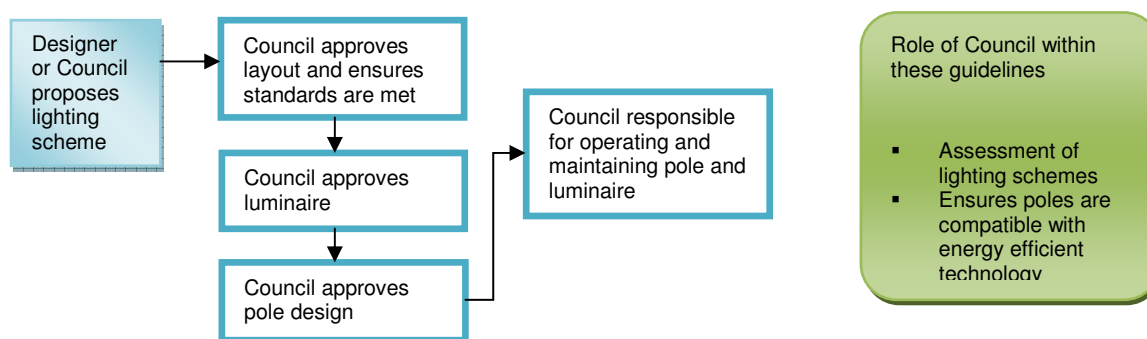 Designer
or Council
proposes
lighting
scheme
Council approves
layout and ensures
standards are met
Council approves
luminaire
Council approves
pole design
Council responsible
for operating and
maintaining pole and
luminaire
Role of Council within
these guidelines
▪ Assessment of
lighting schemes
▪ Ensures poles are
compatible with
energy efficient
technology